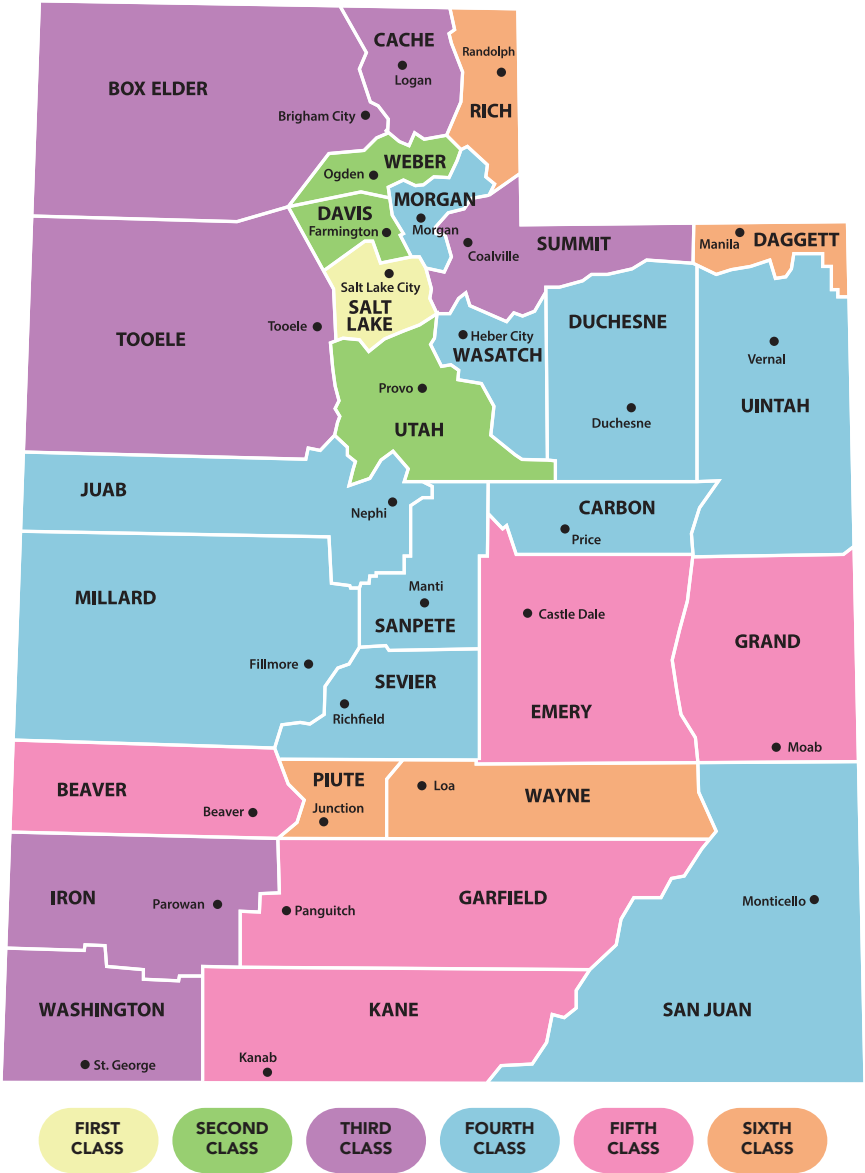 CACHE
Logan
Randolph
RICH
BOX ELDER
Brigham City
WEBER
Ogden
MORGAN
Morgan
DAVIS
Farmington
SUMMIT
Coalville
Manila
DAGGETT
Salt Lake City
SALT
LAKE
TOOELE
Tooele
Heber City
WASATCH
DUCHESNE
Duchesne
Vernal
UINTAH
Provo
UTAH
JUAB
Nephi
CARBON
Price
MILLARD
Fillmore
Manti
SANPETE
Castle Dale
EMERY
GRAND
Moab
SEVIER
Richfield
BEAVER
Beaver
PIUTE
Junction
Loa
WAYNE
IRON
Parowan
Panguitch
GARFIELD
Monticello
SAN JUAN
WASHINGTON
St. George
KANE
Kanab
FIRST
CLASS
SECOND
CLASS
THIRD
CLASS
FOURTH
CLASS
FIFTH
CLASS
SIXTH
CLASS